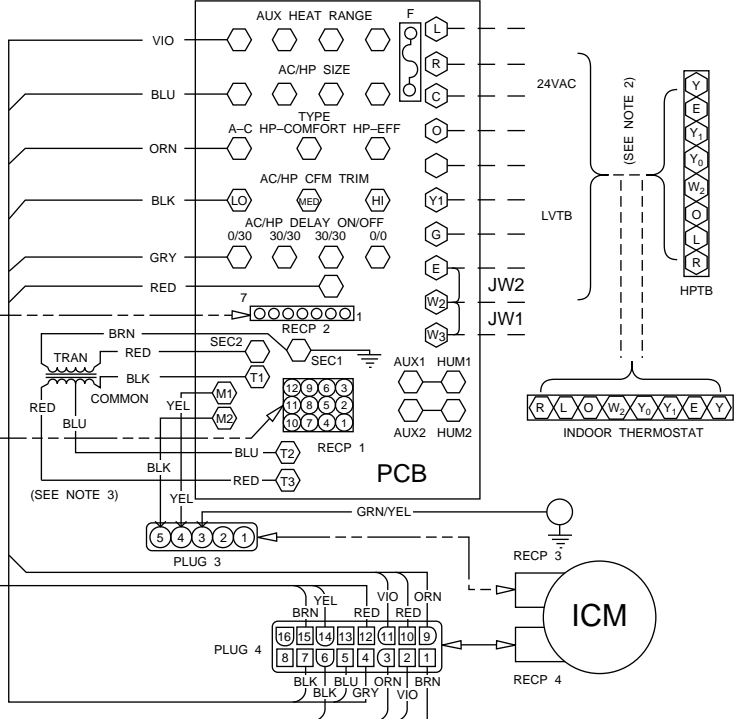 AUX HEAT RANGE
F
L
VIO
R
AC/HP SIZE
24VAC
C
BLU
TYPE
A–C HP–COMFORT HP–EFF
O
ORN
AC/HP CFM TRIM
LO MED HI
Y1
BLK
LVTB
AC/HP DELAY ON/OFF
0/30 30/30 30/30 0/0
G
GRY
E
RED
JW2
W2
JW1
W3
7
1
RECP 2
(SEE NOTE 2)
Y
E
Y1
Y0
W2
O
L
R
HPTB
BRN
SEC2
SEC1
TRAN
RED
BLK
T1
COMMON
RED
YEL
M1
M2
BLU
12 9 6 3
11 8 5 2
10 7 4 1
RECP 1
AUX1 HUM1
AUX2 HUM2
R L O W2 Y0 Y1 E Y
INDOOR THERMOSTAT
BLU
T2
BLK
RED
T3
PCB
(SEE NOTE 3)
YEL
GRN/YEL
5 4 3 2 1
PLUG 3
RECP 3
ICM
RECP 4
BRN YEL RED VIO RED ORN
PLUG 4
16 15 14 13 12 11 10 9
8 7 6 5 4 3 2 1
BLK BLK BLU GRY ORN VIO BRN